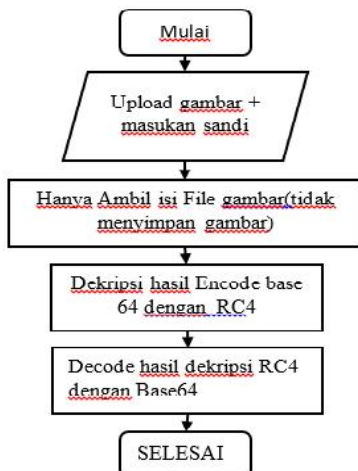 Mulai
Upload gambar +
masukan sandi
Hanya Ambil isi File gambar(tidak
menyimpan gambar)
Dekripsi hasil Encode base
64 dengan RC4
Decode hasil dekripsi RC4
dengan Base64
SELESAI